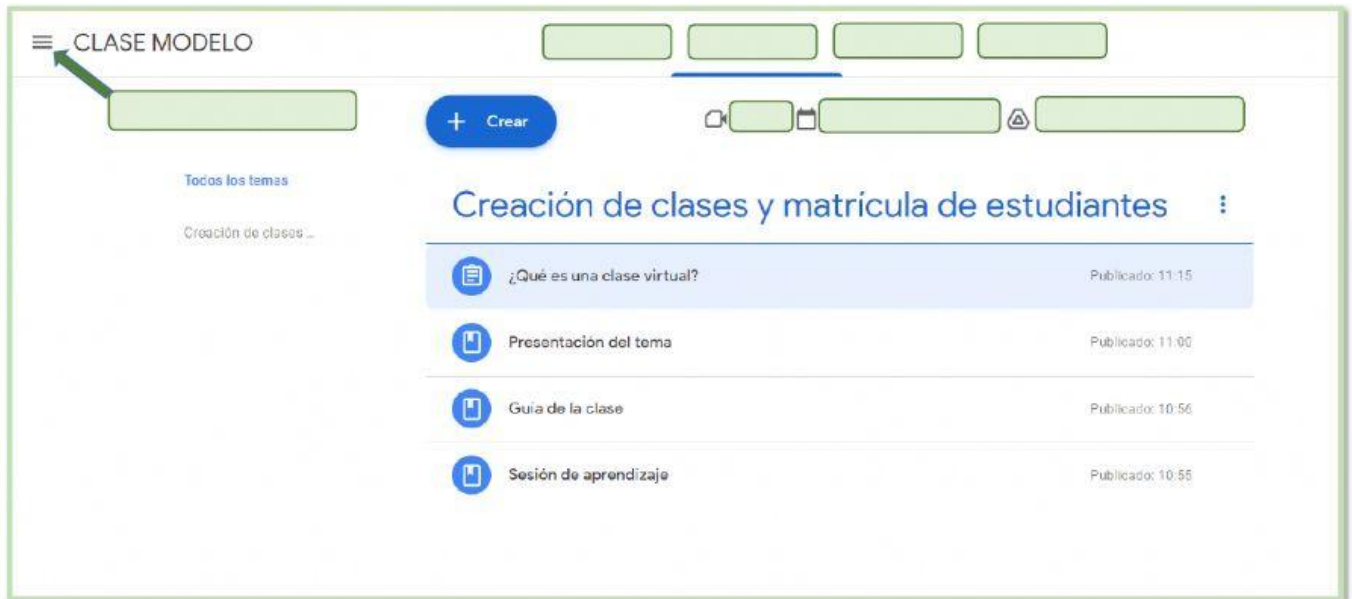 CLASE MODELO
Crear
Todos los temas
Creación de clases ...
Creación de clases y matrícula de estudiantes
¿Qué es una clase virtual? Publicado: 11:15
Presentación del tema Publicado: 11:00
Guía de la clase Publicado: 10:56
Sesión de aprendizaje Publicado: 10:55